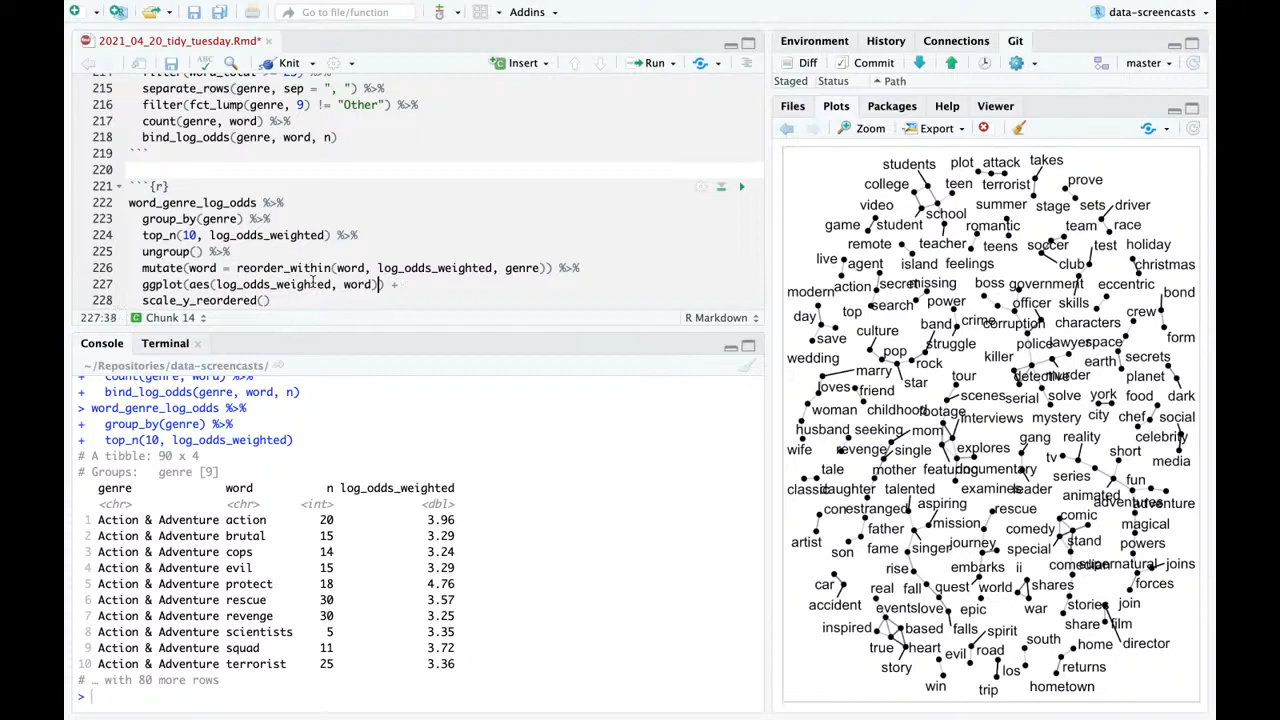 Go to file/function
Addins
data-screencasts
2021_04_20_tidy_tuesday.Rmd*
Knit
Insert
Run
215 separate_rows(genre, sep = ", ") %>%
216 filter(fct_lump(genre, 9) != "Other") %>%
217 count(genre, word) %>%
218 bind_log_odds(genre, word, n)
219 ```
220
221 ```{r}
222 word_genre_log_odds %>%
223 group_by(genre) %>%
224 top_n(10, log_odds_weighted) %>%
225 ungroup() %>%
226 mutate(word = reorder_within(word, log_odds_weighted, genre)) %>%
227 ggplot(aes(log_odds_weighted, word)) +
228 scale_y_reordered()
227:38 Chunk 14 R Markdown
Console Terminal
~/Repositories/data-screencasts/
+ count(genre, word) %>%
+ bind_log_odds(genre, word, n)
> word_genre_log_odds %>%
+ group_by(genre) %>%
+ top_n(10, log_odds_weighted)
# A tibble: 90 x 4
# Groups: genre [9]
genre word n log_odds_weighted
<chr> <chr> <int> <dbl>
1 Action & Adventure action 20 3.96
2 Action & Adventure brutal 15 3.29
3 Action & Adventure cops 14 3.24
4 Action & Adventure evil 15 3.29
5 Action & Adventure protect 18 4.76
6 Action & Adventure rescue 30 3.57
7 Action & Adventure revenge 30 3.25
8 Action & Adventure scientists 5 3.35
9 Action & Adventure squad 11 3.72
10 Action & Adventure terrorist 25 3.36
# … with 80 more rows
>
Environment History Connections Git
Diff Commit master
Staged Status Path
Files Plots Packages Help Viewer
Zoom Export
students plot attack takes
college teen terrorist prove
video summer stage sets driver
game student school romantic team race
remote teacher teens soccer test holiday
live island feelings club christmas
agent secret missing boss government eccentric
modern action power officer skills bond
day top search crime corruption characters crew
save culture band police lawyer space form
wedding pop struggle killer earth secrets
marry rock detective murder planet
loves friend star tour serial solve york food dark
woman childhood footage scenes mystery city chef social
husband seeking mom interviews gang reality celebrity
wife revenge single explores tv short media
tale mother featuring documentary series fun
classic daughter talented examines leader animated adventures adventure
con estranged aspiring rescue comic magical
artist father mission comedy stand powers
son fame singer journey special comedian supernatural joins
car rise embarks ii forces
accident real fall quest world shares stories join
events love epic war share film
inspired based falls director
true heart evil spirit south home
story road los returns
win trip hometown